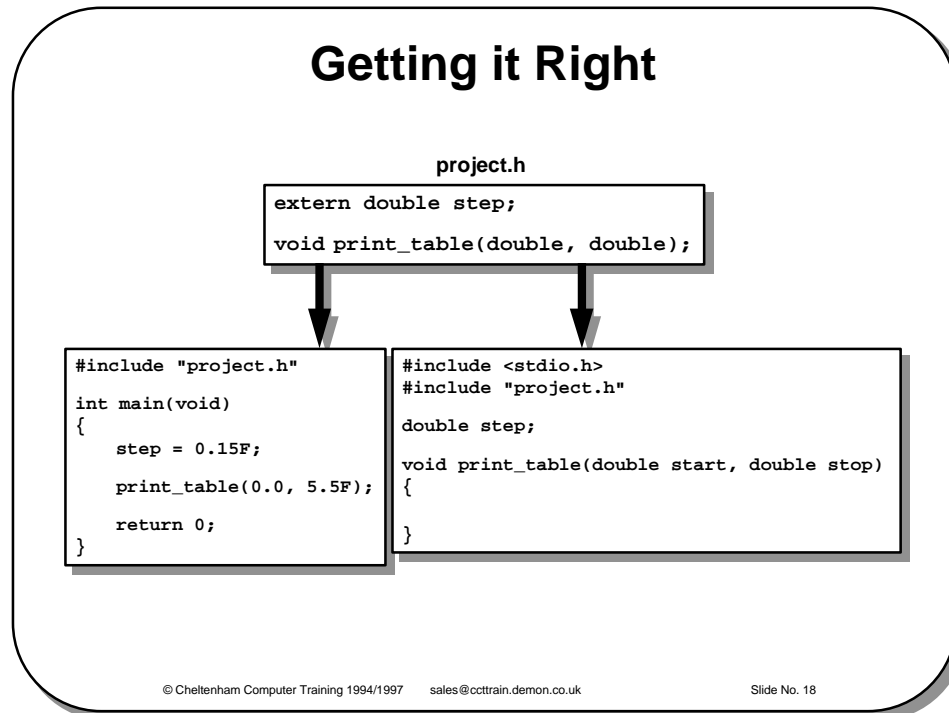 Getting it Right
project.h
extern double step;
void print_table(double, double);
#include "project.h"
int main(void)
{
step = 0.15F;
print_table(0.0, 5.5F);
return 0;
}
#include <stdio.h>
#include "project.h"
double step;
void print_table(double start, double stop)
{
}
© Cheltenham Computer Training 1994/1997 sales@ccttrain.demon.co.uk Slide No. 18